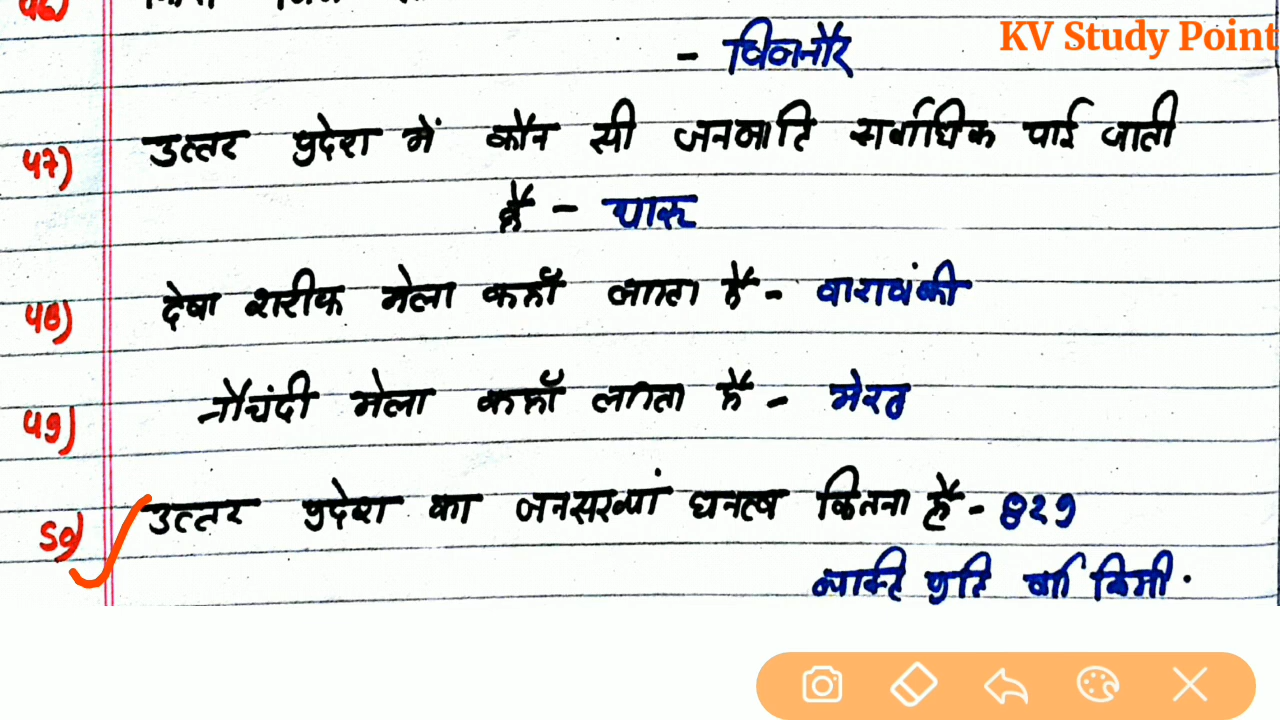 KV Study Point
- बिजनौर
47) उत्तर प्रदेश में कौन सी जनजाति सर्वाधिक पाई जाती
है - थारू
48) देवा शरीफ मेला कहाँ लगता है - बाराबंकी
49) नौचंदी मेला कहाँ लगता है - मेरठ
50) उत्तर प्रदेश का जनसंख्यां घनत्व कितना है - 829
व्यक्ति प्रति वर्ग किमी.